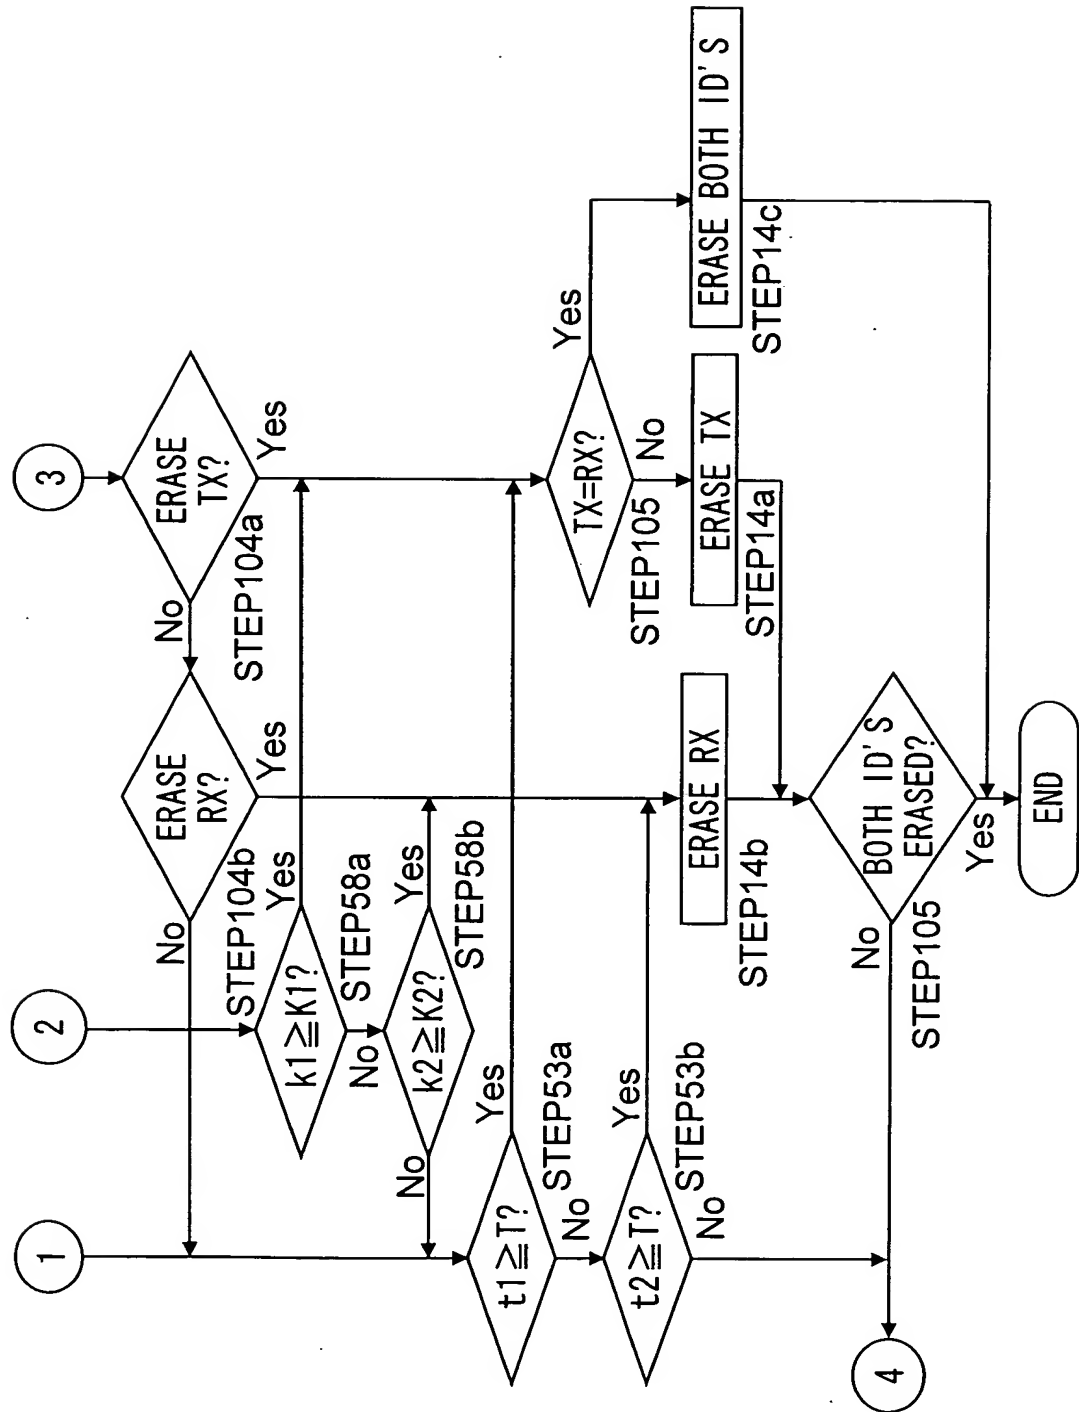 1
2
3
ERASE
TX?
Yes
No
STEP104a
ERASE
RX?
Yes
No
STEP104b
k1≧K1?
Yes
No
STEP58a
k2≧K2?
Yes
No
STEP58b
t1≧T?
Yes
No
STEP53a
t2≧T?
Yes
No
STEP53b
TX=RX?
Yes
No
STEP105
ERASE BOTH ID'S
STEP14c
ERASE TX
STEP14a
ERASE RX
STEP14b
BOTH ID'S
ERASED?
No
Yes
STEP105
END
4